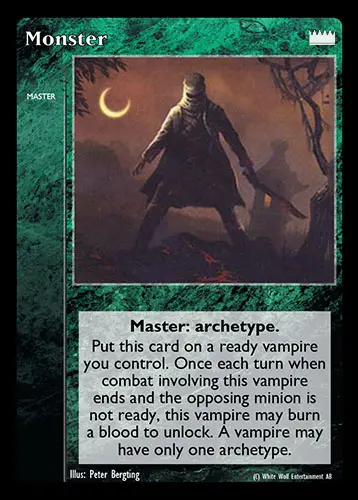 Monster
MASTER
Master: archetype.
Put this card on a ready vampire
you control. Once each turn when
combat involving this vampire
ends and the opposing minion is
not ready, this vampire may burn
a blood to unlock. A vampire may
have only one archetype.
Illus: Peter Bergting
(C) White Wolf Entertainment AB